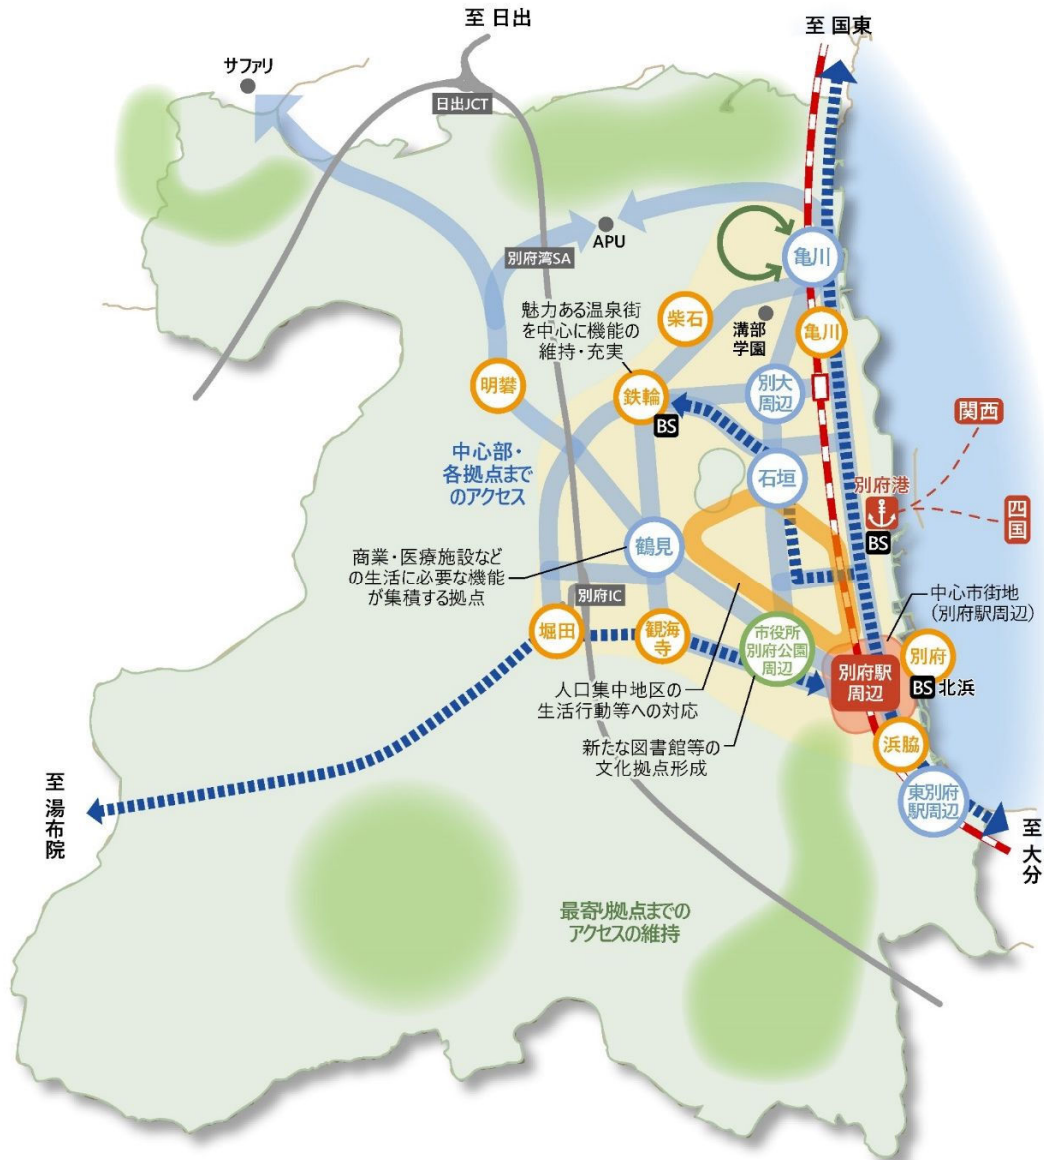 至 日出
至 国東
サファリ
日出JCT
別府湾SA
APU
亀川
魅力ある温泉街
を中心に機能の
維持・充実
柴石
溝部
学園
亀川
明礬
鉄輪
BS
別大
周辺
関西
中心部・
各拠点まで
のアクセス
石垣
別府港
四国
BS
鶴見
商業・医療施設など
の生活に必要な機能
が集積する拠点
別府IC
中心市街地
（別府駅周辺）
堀田
観海
寺
市役所
別府公園
周辺
別府駅
周辺
別府
BS 北浜
人口集中地区の
生活行動等への対応
新たな図書館等の
文化拠点形成
浜脇
東別府
駅周辺
至 湯布院
至 大分
最寄り拠点までの
アクセスの維持